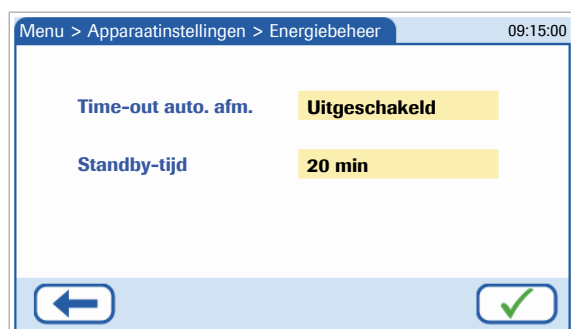 Menu > Apparaatinstellingen > Energiebeheer 09:15:00
Time-out auto. afm. Uitgeschakeld
Standby-tijd 20 min